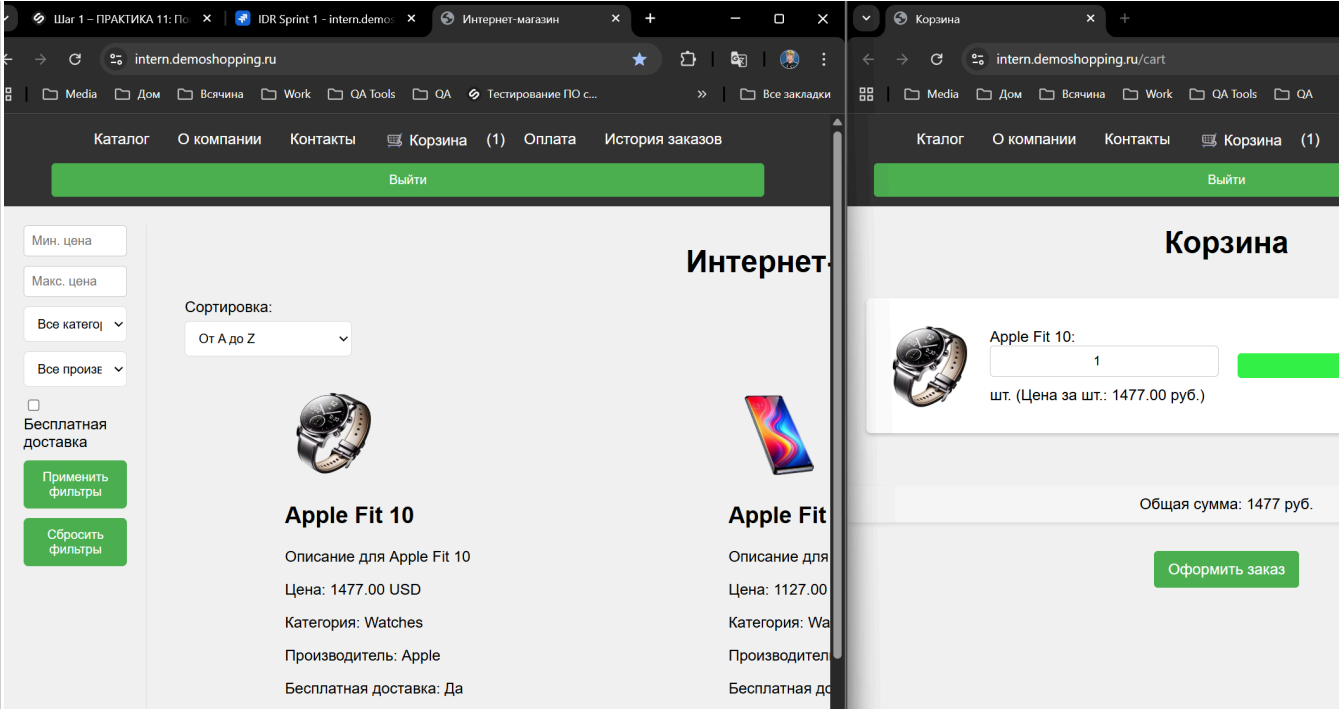 Шаг 1 – ПРАКТИКА 11: По
IDR Sprint 1 - intern.demos
Интернет-магазин
intern.demoshopping.ru
Media Дом Всячина Work QA Tools QA Тестирование ПО с... » Все закладки
Каталог О компании Контакты Корзина (1) Оплата История заказов
Выйти
Мин. цена
Макс. цена
Все категор
Все произв
Бесплатная
доставка
Применить
фильтры
Сбросить
фильтры
Интернет-
Сортировка:
От A до Z
Apple Fit 10
Описание для Apple Fit 10
Цена: 1477.00 USD
Категория: Watches
Производитель: Apple
Бесплатная доставка: Да
Apple Fit
Описание для
Цена: 1127.00
Категория: Wa
Производител
Бесплатная до
Корзина
intern.demoshopping.ru/cart
Media Дом Всячина Work QA Tools QA
Кталог О компании Контакты Корзина (1)
Выйти
Корзина
Apple Fit 10:
1
шт. (Цена за шт.: 1477.00 руб.)
Общая сумма: 1477 руб.
Оформить заказ